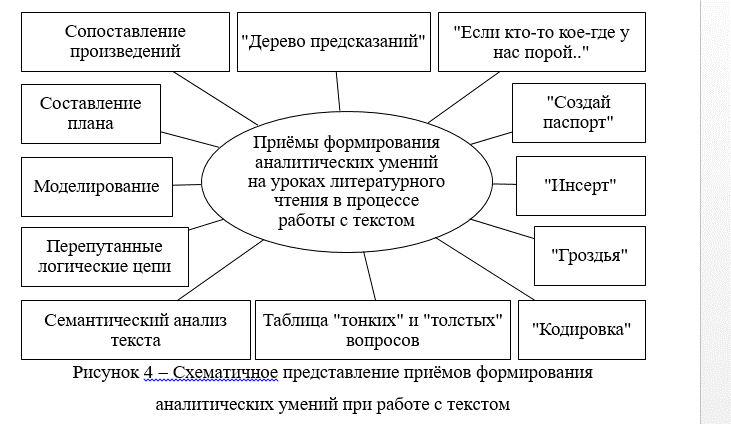 Сопоставление
произведений
"Дерево предсказаний"
"Если кто-то кое-где у
нас порой.."
Составление
плана
"Создай
паспорт"
Приёмы формирования
аналитических умений
на уроках литературного
чтения в процессе
работы с текстом
Моделирование
"Инсерт"
Перепутанные
логические цепи
"Гроздья"
Семантический анализ
текста
Таблица "тонких" и "толстых"
вопросов
"Кодировка"
Рисунок 4 – Схематичное представление приёмов формирования
аналитических умений при работе с текстом